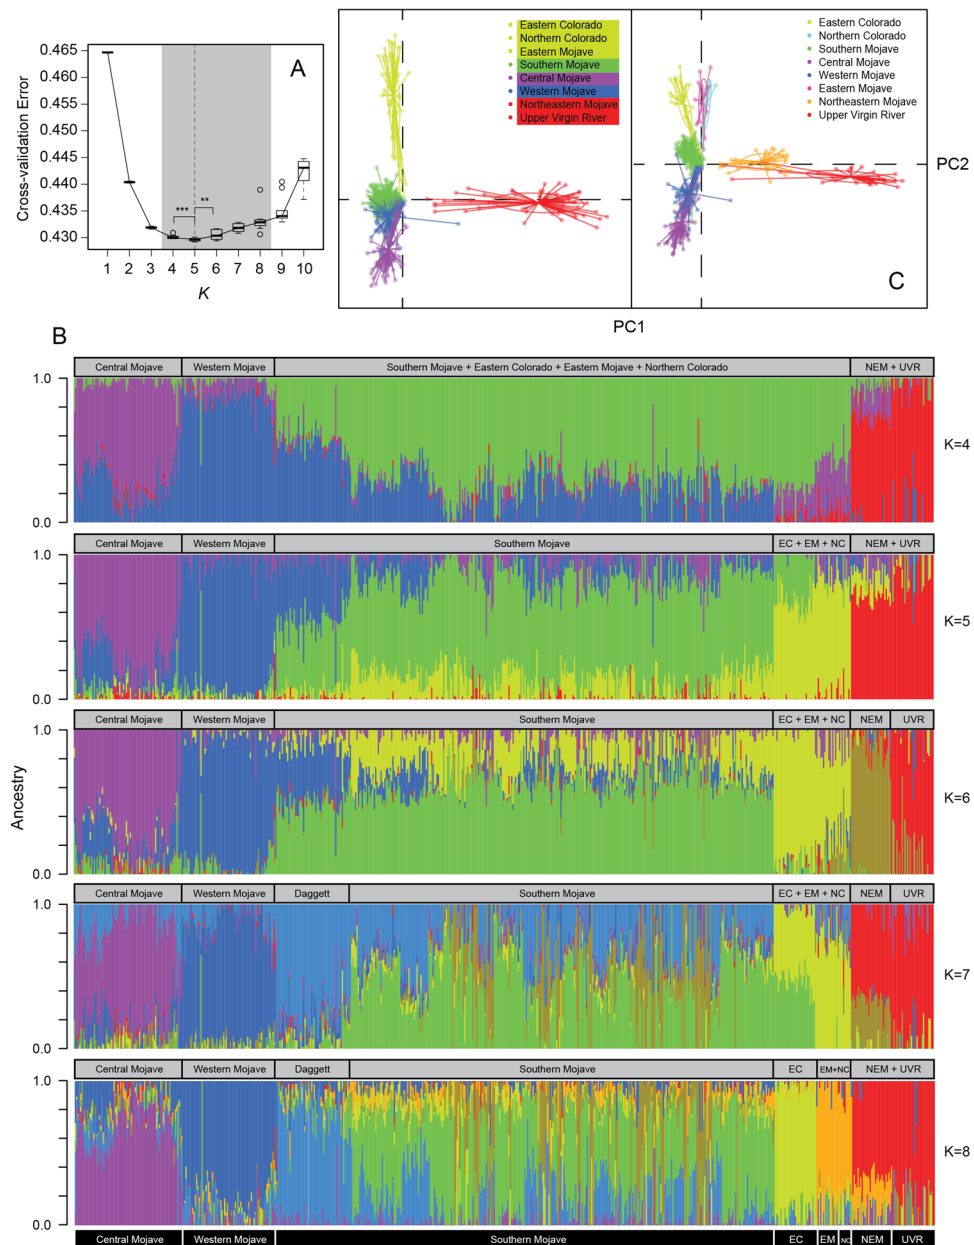 A
Cross-validation Error
0.465
0.460
0.455
0.450
0.445
0.440
0.435
0.430
***
**
1 2 3 4 5 6 7 8 9 10
K
Eastern Colorado
Northern Colorado
Eastern Mojave
Southern Mojave
Central Mojave
Western Mojave
Northeastern Mojave
Upper Virgin River
Eastern Colorado
Northern Colorado
Southern Mojave
Central Mojave
Western Mojave
Eastern Mojave
Northeastern Mojave
Upper Virgin River
PC2
C
PC1
B
Ancestry
Central Mojave Western Mojave Southern Mojave + Eastern Colorado + Eastern Mojave + Northern Colorado NEM + UVR
1.0
K=4
0.0
Central Mojave Western Mojave Southern Mojave EC + EM + NC NEM + UVR
1.0
K=5
0.0
Central Mojave Western Mojave Southern Mojave EC + EM + NC NEM UVR
1.0
K=6
0.0
Central Mojave Western Mojave Daggett Southern Mojave EC + EM + NC NEM UVR
1.0
K=7
0.0
Central Mojave Western Mojave Daggett Southern Mojave EC EM+NC NEM + UVR
1.0
K=8
0.0
Central Mojave Western Mojave Southern Mojave EC EM NC NEM UVR